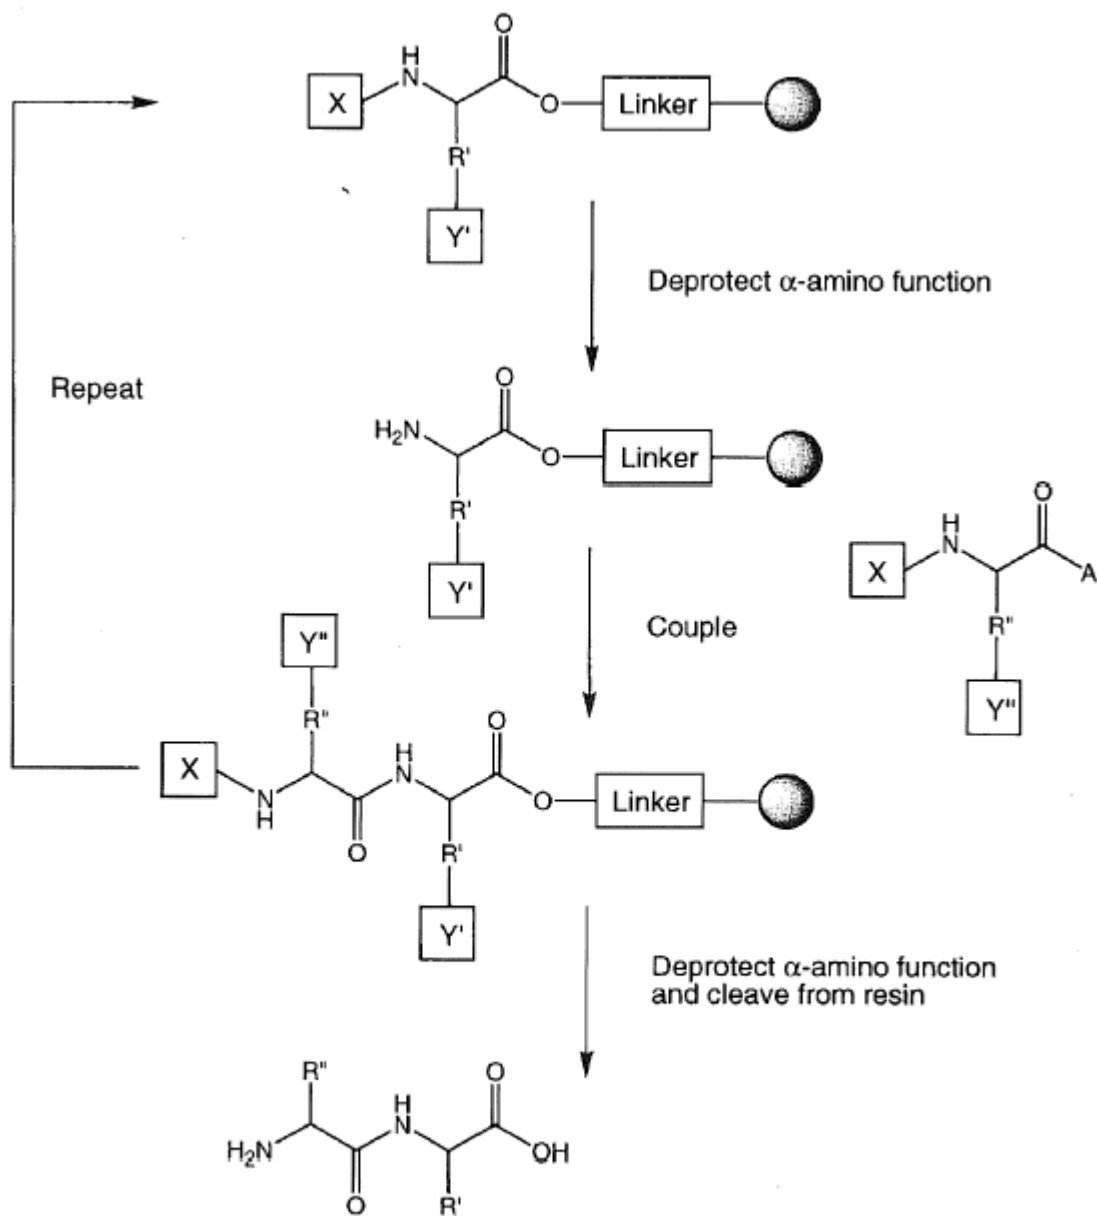 O
H
N
X
O
Linker
R'
Y'
Deprotect α-amino function
Repeat
O
H₂N
O
Linker
R'
Y'
O
H
N
X
A
R"
Y"
Couple
Y"
R"
O
H
N
X
N
H
O
Linker
O
R'
Y'
Deprotect α-amino function
and cleave from resin
R"
O
H
N
H₂N
OH
O
R'